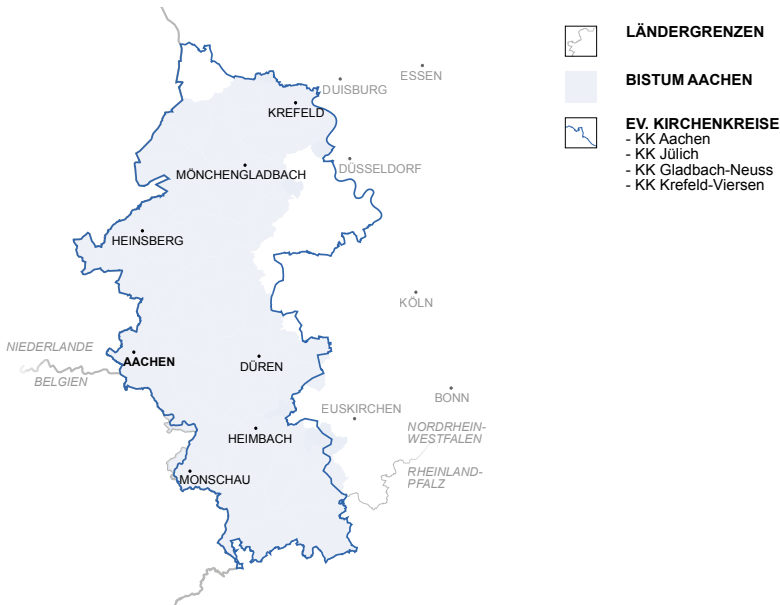 LÄNDERGRENZEN
BISTUM AACHEN
EV. KIRCHENKREISE
- KK Aachen
- KK Jülich
- KK Gladbach-Neuss
- KK Krefeld-Viersen
ESSEN
DUISBURG
KREFELD
DÜSSELDORF
MÖNCHENGLADBACH
HEINSBERG
KÖLN
NIEDERLANDE
AACHEN
DÜREN
BELGIEN
BONN
EUSKIRCHEN
NORDRHEIN-
WESTFALEN
HEIMBACH
RHEINLAND-
PFALZ
MONSCHAU